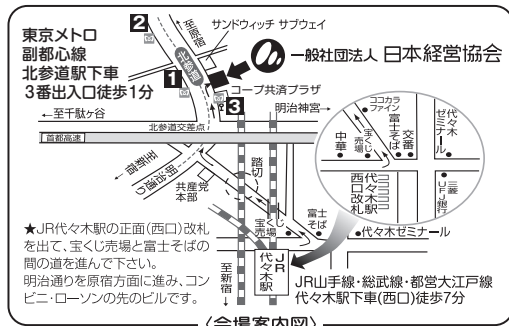 東京メトロ
副都心線
北参道駅下車
3番出入口徒歩1分
2
至原宿
サンドウィッチ サブウェイ
一般社団法人 日本経営協会
1
北参道
3
コープ共済プラザ
←至千駄ヶ谷
明治神宮→
北参道交差点
首都高速
至新宿
明治通り
共産党
本部
踏切
宝くじ
売場
富士
そば
ココカラ
ファイン
中華
宝くじ
売場
富士そば
交番
代々木
ゼミナール
代々木駅
西口改札
三菱
UFJ銀行
代々木ゼミナール
★JR代々木駅の正面(西口)改札
を出て、宝くじ売場と富士そばの
間の道を進んで下さい。
明治通りを原宿方面に進み、コン
ビニ・ローソンの先のビルです。
至新宿
JR
代々木駅
JR山手線・総武線・都営大江戸線
代々木駅下車(西口)徒歩7分
〈会場案内図〉